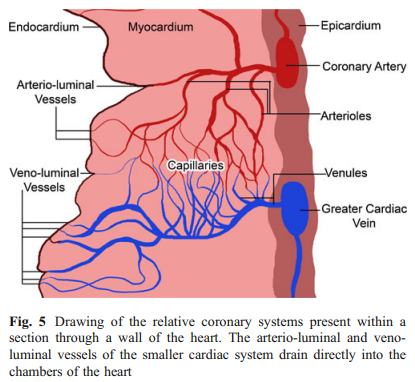 Endocardium
Myocardium
Epicardium
Coronary Artery
Arterio-luminal
Vessels
Arterioles
Capillaries
Veno-luminal
Vessels
Venules
Greater Cardiac
Vein
Fig. 5 Drawing of the relative coronary systems present within a
section through a wall of the heart. The arterio-luminal and veno-
luminal vessels of the smaller cardiac system drain directly into the
chambers of the heart